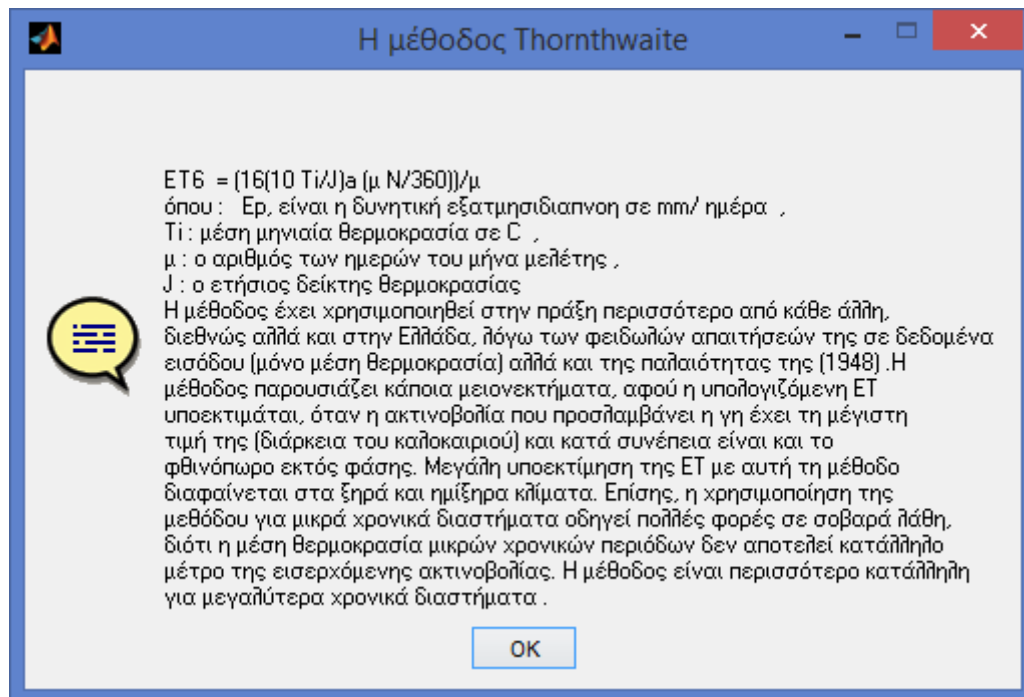 Η μέθοδος Thornthwaite
ET6 = (16(10 Ti/J)a (μ N/360))/μ
όπου : Ep, είναι η δυνητική εξατμησιδιαπνοη σε mm/ ημέρα ,
Ti : μέση μηνιαία θερμοκρασία σε C ,
μ : ο αριθμός των ημερών του μήνα μελέτης ,
J : ο ετήσιος δείκτης θερμοκρασίας
Η μέθοδος έχει χρησιμοποιηθεί στην πράξη περισσότερο από κάθε άλλη,
διεθνώς αλλά και στην Ελλάδα, λόγω των φειδωλών απαιτήσεών της σε δεδομένα
εισόδου (μόνο μέση θερμοκρασία) αλλά και της παλαιότητας της (1948) .Η
μέθοδος παρουσιάζει κάποια μειονεκτήματα, αφού η υπολογιζόμενη ET
υποεκτιμάται, όταν η ακτινοβολία που προσλαμβάνει η γη έχει τη μέγιστη
τιμή της (διάρκεια του καλοκαιριού) και κατά συνέπεια είναι και το
φθινόπωρο εκτός φάσης. Μεγάλη υποεκτίμηση της ET με αυτή τη μέθοδο
διαφαίνεται στα ξηρά και ημίξηρα κλίματα. Επίσης, η χρησιμοποίηση της
μεθόδου για μικρά χρονικά διαστήματα οδηγεί πολλές φορές σε σοβαρά λάθη,
διότι η μέση θερμοκρασία μικρών χρονικών περιόδων δεν αποτελεί κατάλληλο
μέτρο της εισερχόμενης ακτινοβολίας. Η μέθοδος είναι περισσότερο κατάλληλη
για μεγαλύτερα χρονικά διαστήματα .
OK